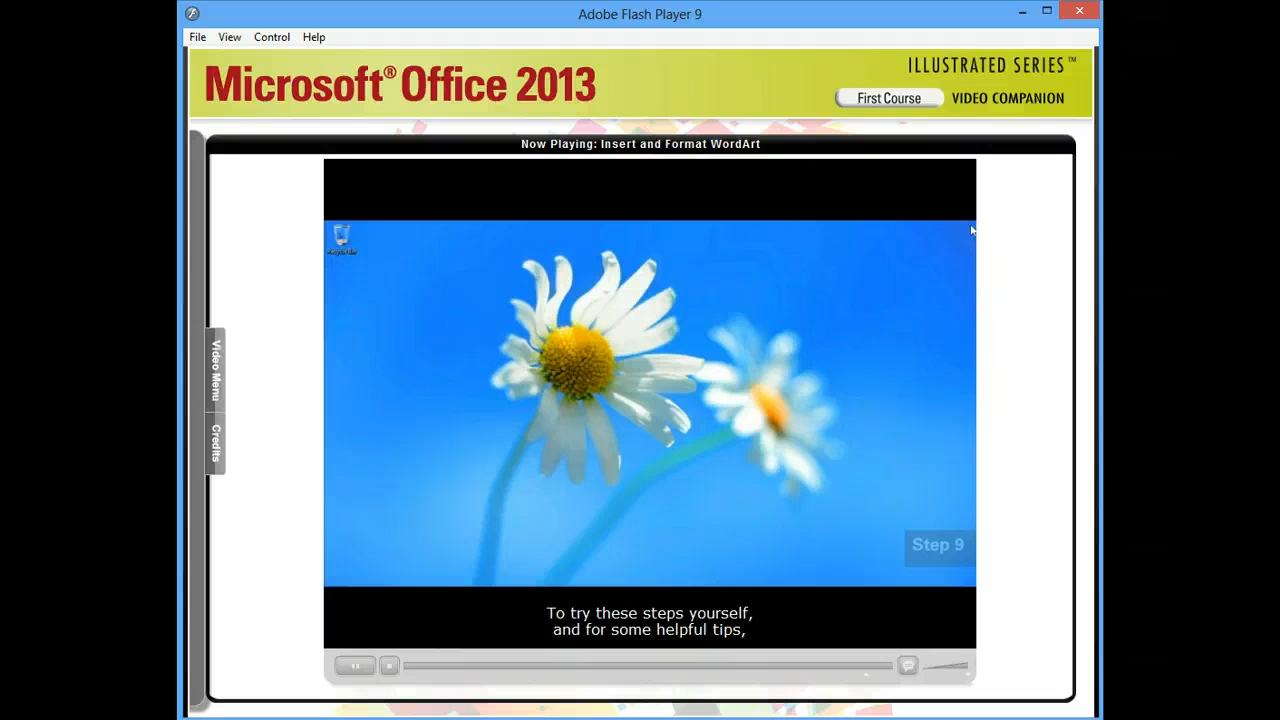 Adobe Flash Player 9
File View Control Help
Microsoft® Office 2013
ILLUSTRATED SERIES™
First Course VIDEO COMPANION
Now Playing: Insert and Format WordArt
Recycle Bin
Video Menu
Credits
Step 9
To try these steps yourself,
and for some helpful tips,